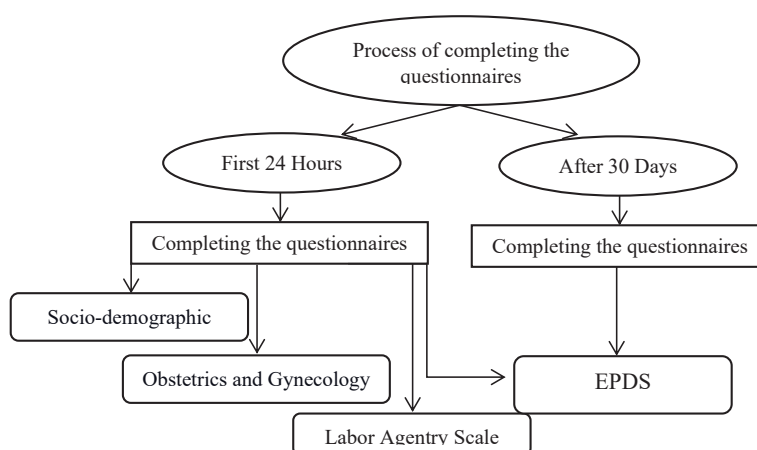 Process of completing the
questionnaires
First 24 Hours
After 30 Days
Completing the questionnaires
Completing the questionnaires
Socio-demographic
Obstetrics and Gynecology
EPDS
Labor Agentry Scale